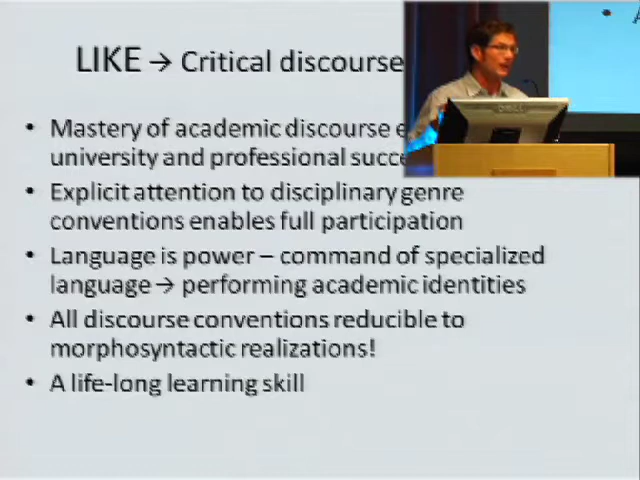 LIKE → Critical discourse
• Mastery of academic discourse
university and professional
• Explicit attention to disciplinary genre
conventions enables full participation
• Language is power – command of specialized
language → performing academic identities
• All discourse conventions reducible to
morphosyntactic realizations!
• A life-long learning skill